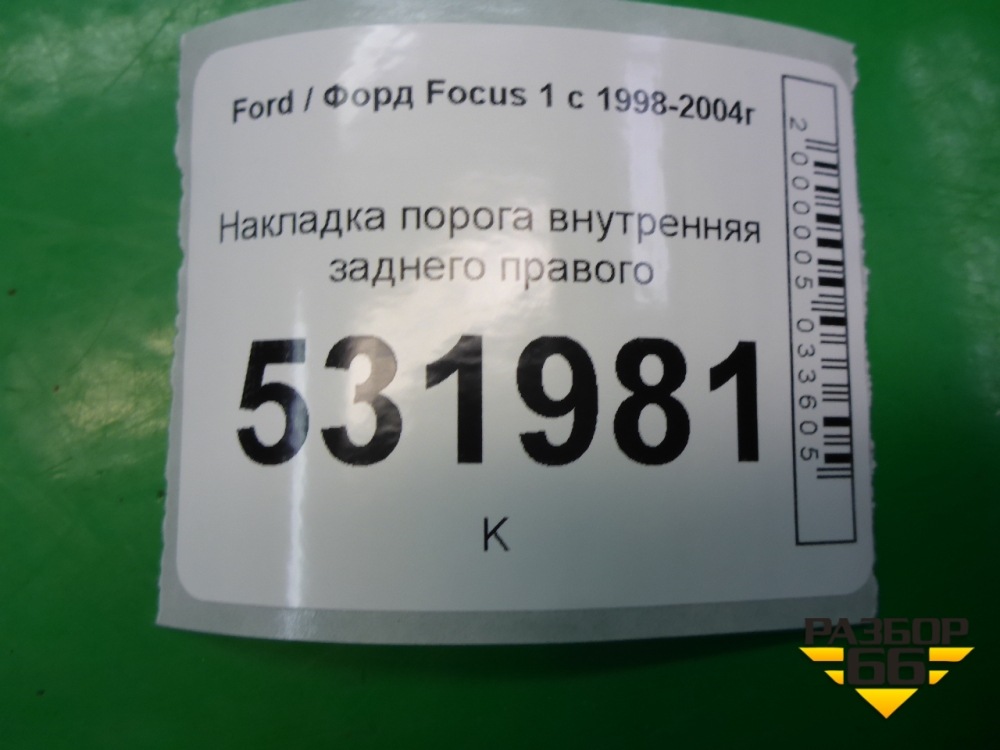 Ford / Форд Focus 1 с 1998-2004г
Накладка порога внутренняя
заднего правого
531981
К
2000005033605
РАЗБОР
66